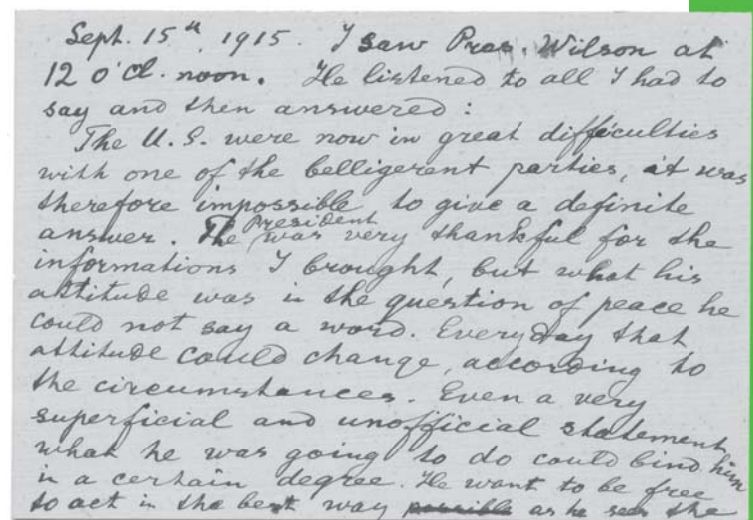 Sept. 15th, 1915. I saw Pres. Wilson at
12 o'cl. noon. He listened to all I had to
say and then answered:
The U.S. were now in great difficulties
with one of the belligerent parties, it was
therefore impossible to give a definite
answer. The President was very thankful for the
informations I brought, but what his
attitude was in the question of peace he
could not say a word. Every day that
attitude could change, according to
the circumstances. Even a very
superficial and unofficial statement,
what he was going to do could bind him
in a certain degree. He want to be free
to act in the best way possible as he sees the